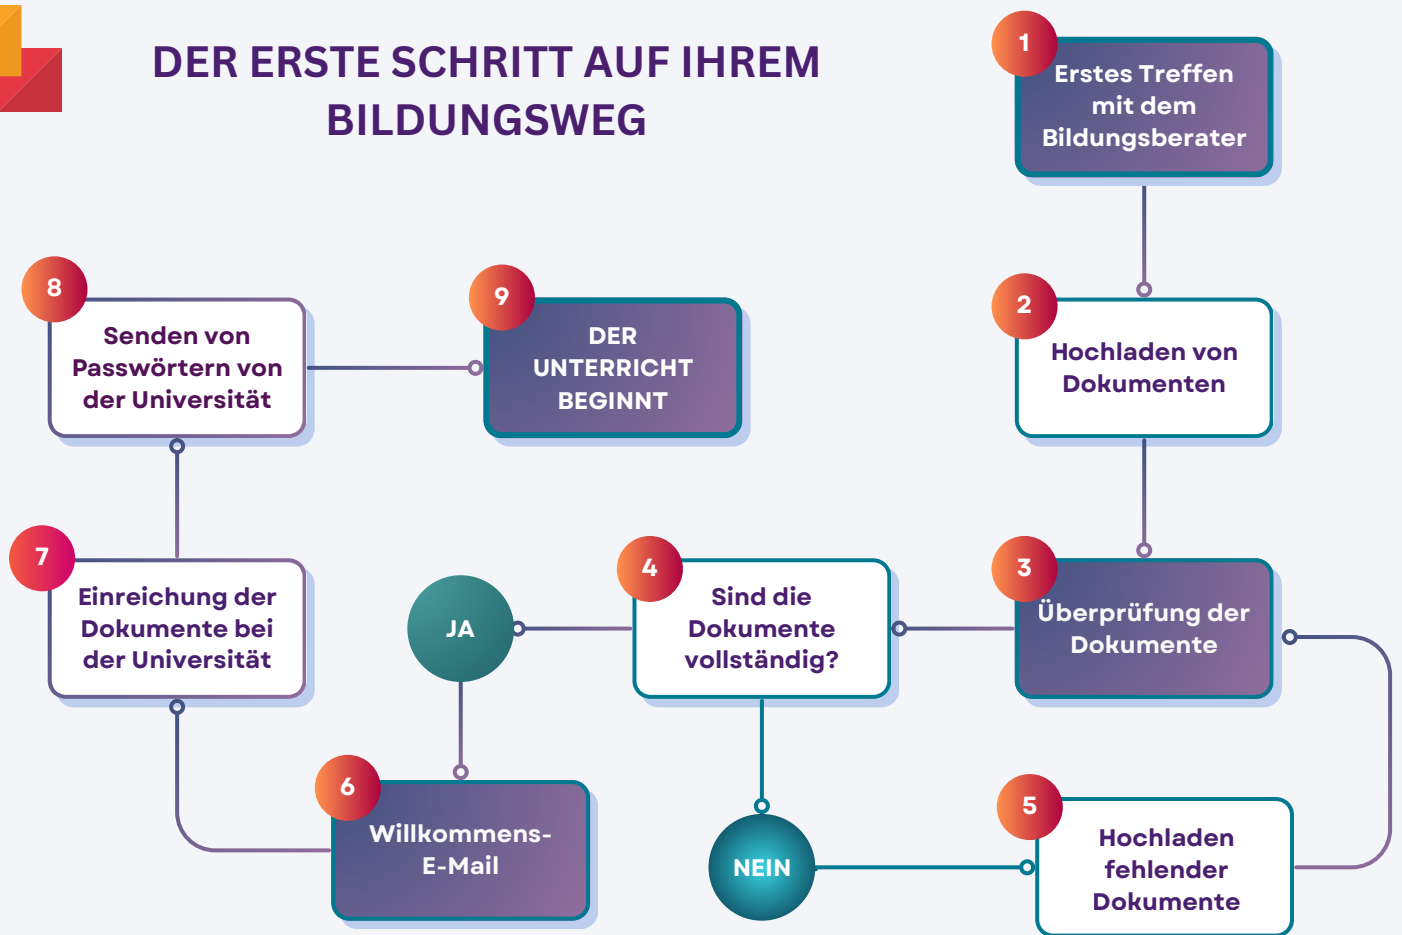 DER ERSTE SCHRITT AUF IHREM
BILDUNGSWEG
1
Erstes Treffen
mit dem
Bildungsberater
2
Hochladen von
Dokumenten
3
Überprüfung der
Dokumente
4
Sind die
Dokumente
vollständig?
JA
NEIN
5
Hochladen
fehlender
Dokumente
6
Willkommens-
E-Mail
7
Einreichung der
Dokumente bei
der Universität
8
Senden von
Passwörtern von
der Universität
9
DER
UNTERRICHT
BEGINNT